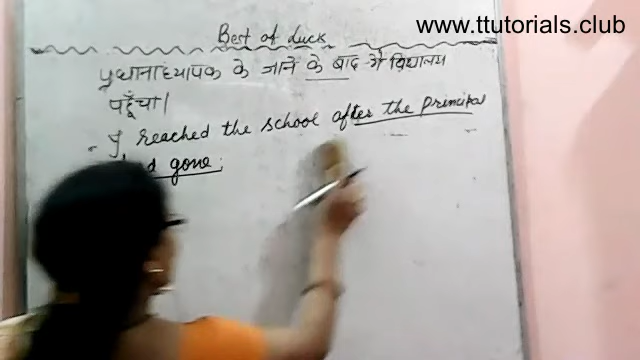 www.ttutorials.club
Best of Luck
प्रधानाध्यापक के जाने के बाद मैं विद्यालय
पहुँचा।
I reached the school after the principal
had gone.